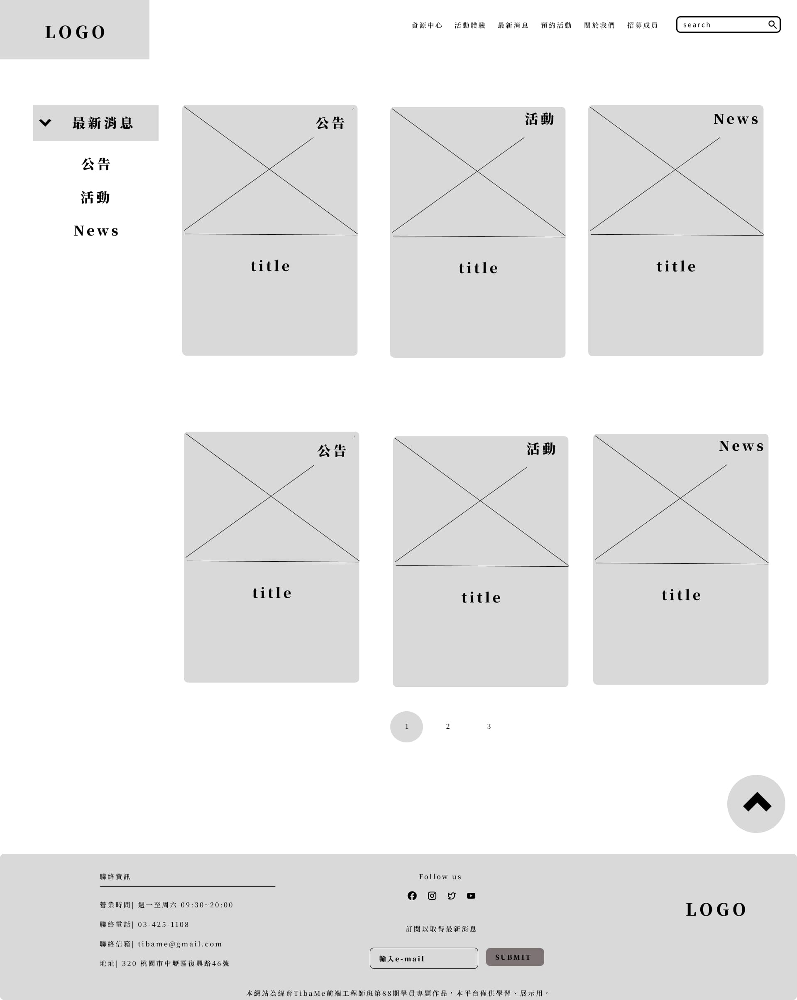 LOGO
資源中心 活動體驗 最新消息 預約活動 關於我們 招募成員 search
最新消息
公告
活動
News
公告 活動 News
title title title
公告 活動 News
title title title
1 2 3
聯絡資訊
營業時間| 週一至周六 09:30~20:00
聯絡電話| 03-425-1108
聯絡信箱| tibame@gmail.com
地址| 320 桃園市中壢區復興路46號
Follow us
訂閱以取得最新消息
輸入e-mail SUBMIT
LOGO
本網站為緯育TibaMe前端工程師班第88期學員專題作品，本平台僅供學習、展示用。